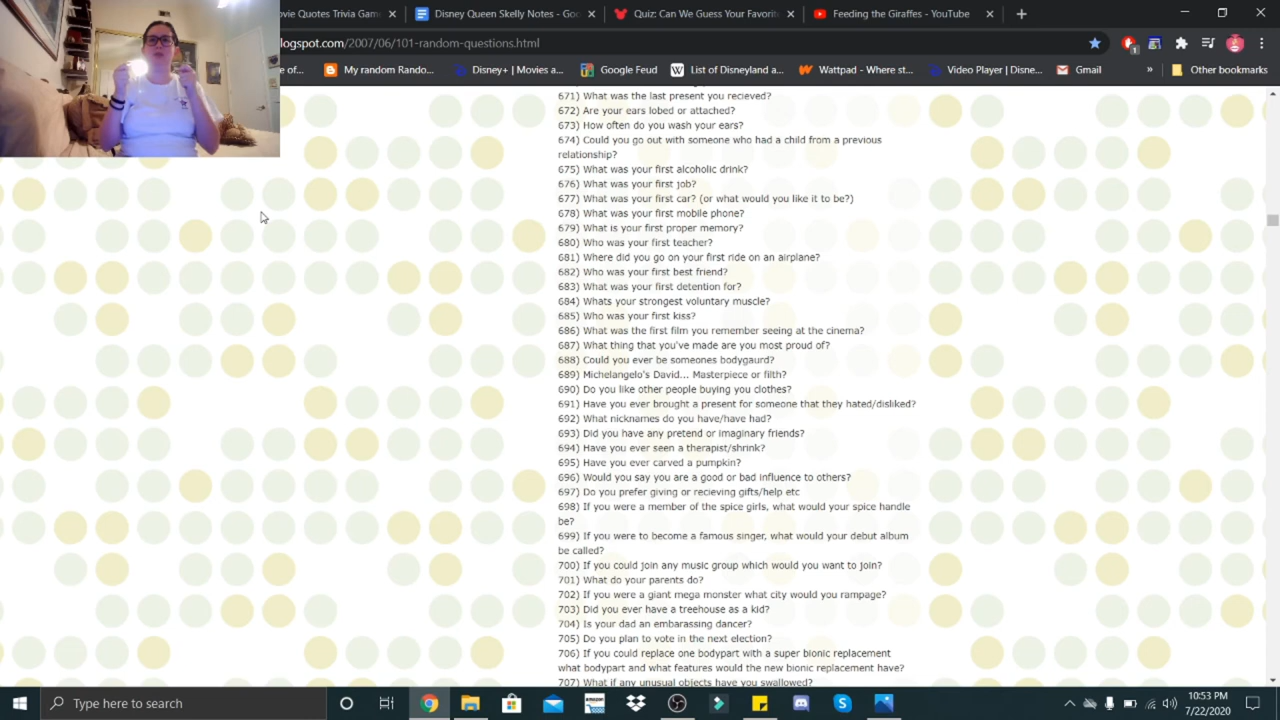 ovie Quotes Trivia Gam
Disney Queen Skelly Notes - Goo
Quiz: Can We Guess Your Favorit
Feeding the Giraffes - YouTube
logspot.com/2007/06/101-random-questions.html
1
e of...
My random Rando...
Disney+ | Movies a...
Google Feud
List of Disneyland a...
Wattpad - Where st...
Video Player | Disne...
Gmail
»
Other bookmarks
671) What was the last present you recieved?
672) Are your ears lobed or attached?
673) How often do you wash your ears?
674) Could you go out with someone who had a child from a previous
relationship?
675) What was your first alcoholic drink?
676) What was your first job?
677) What was your first car? (or what would you like it to be?)
678) What was your first mobile phone?
679) What is your first proper memory?
680) Who was your first teacher?
681) Where did you go on your first ride on an airplane?
682) Who was your first best friend?
683) What was your first detention for?
684) Whats your strongest voluntary muscle?
685) Who was your first kiss?
686) What was the first film you remember seeing at the cinema?
687) What thing that you've made are you most proud of?
688) Could you ever be someones bodygaurd?
689) Michelangelo's David... Masterpiece or filth?
690) Do you like other people buying you clothes?
691) Have you ever brought a present for someone that they hated/disliked?
692) What nicknames do you have/have had?
693) Did you have any pretend or imaginary friends?
694) Have you ever seen a therapist/shrink?
695) Have you ever carved a pumpkin?
696) Would you say you are a good or bad influence to others?
697) Do you prefer giving or recieving gifts/help etc
698) If you were a member of the spice girls, what would your spice handle
be?
699) If you were to become a famous singer, what would your debut album
be called?
700) If you could join any music group which would you want to join?
701) What do your parents do?
702) If you were a giant mega monster what city would you rampage?
703) Did you ever have a treehouse as a kid?
704) Is your dad an embarassing dancer?
705) Do you plan to vote in the next election?
706) If you could replace one bodypart with a super bionic replacement
what bodypart and what features would the new bionic replacement have?
707) What if any unusual objects have you swallowed?
Type here to search
amazon
10:53 PM
7/22/2020